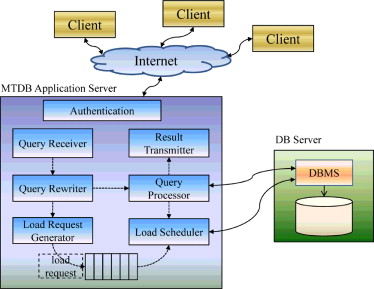 Client
Client
Client
Internet
MTDB Application Server
Authentication
Query Receiver
Result
Transmitter
DB Server
DBMS
Query Rewriter
Query
Processor
Load Request
Generator
Load Scheduler
load
request